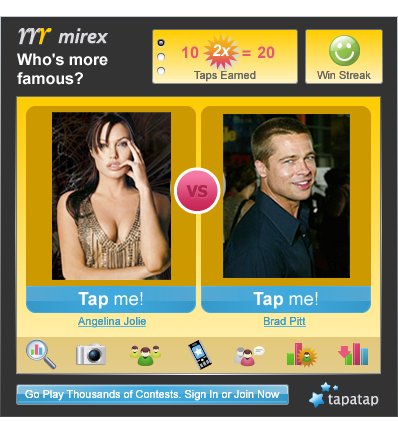 mirex
Who's more
famous?
10 2x = 20
Taps Earned
Win Streak
VS
Tap me! Tap me!
Angelina Jolie Brad Pitt
Go Play Thousands of Contests. Sign In or Join Now
tapatap